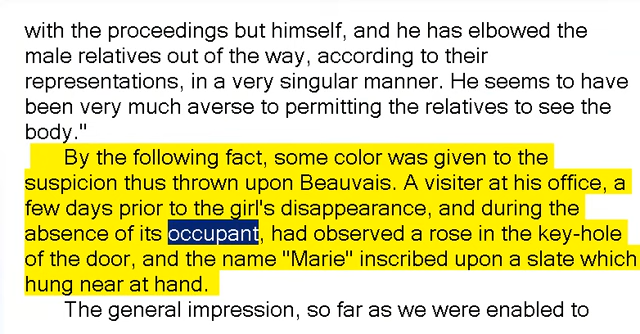 with the proceedings but himself, and he has elbowed the
male relatives out of the way, according to their
representations, in a very singular manner. He seems to have
been very much averse to permitting the relatives to see the
body."
By the following fact, some color was given to the
suspicion thus thrown upon Beauvais. A visiter at his office, a
few days prior to the girl's disappearance, and during the
absence of its occupant, had observed a rose in the key-hole
of the door, and the name "Marie" inscribed upon a slate which
hung near at hand.
The general impression, so far as we were enabled to